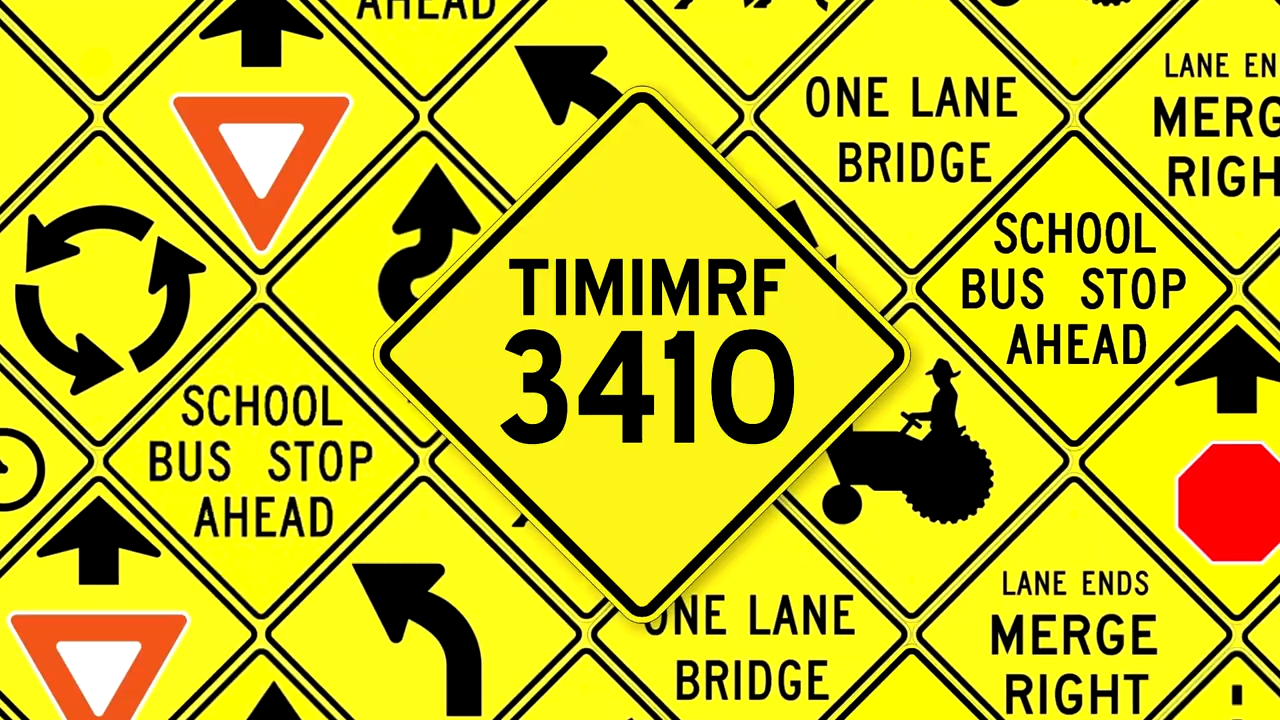 AHEAD
ONE LANE
BRIDGE
LANE EN
MERG
RIGH
SCHOOL
BUS STOP
AHEAD
TIMIMRF
3410
SCHOOL
BUS STOP
AHEAD
ONE LANE
BRIDGE
LANE ENDS
MERGE
RIGHT